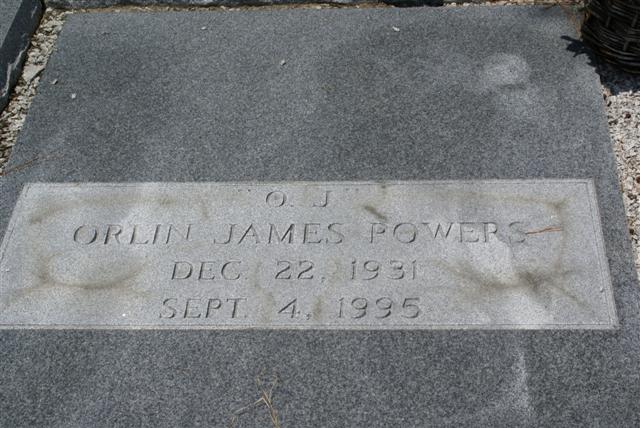 "O. J."
ORLIN JAMES POWERS
DEC. 22, 1931
SEPT. 4, 1995